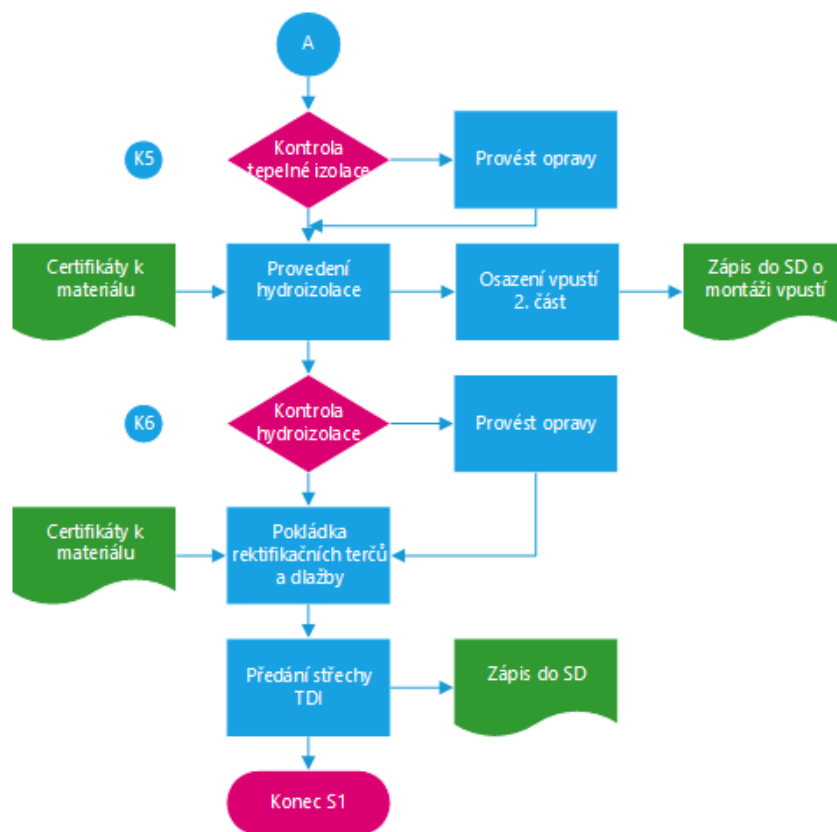 A
K5
Kontrola
tepelné izolace
Provést opravy
Certifikáty k
materiálu
Provedení
hydroizolace
Osazení vpustí
2. část
Zápis do SD o
montáži vpustí
K6
Kontrola
hydroizolace
Provést opravy
Certifikáty k
materiálu
Pokládka
rektifikačních terčů
a dlažby
Předání střechy
TDI
Zápis do SD
Konec S1